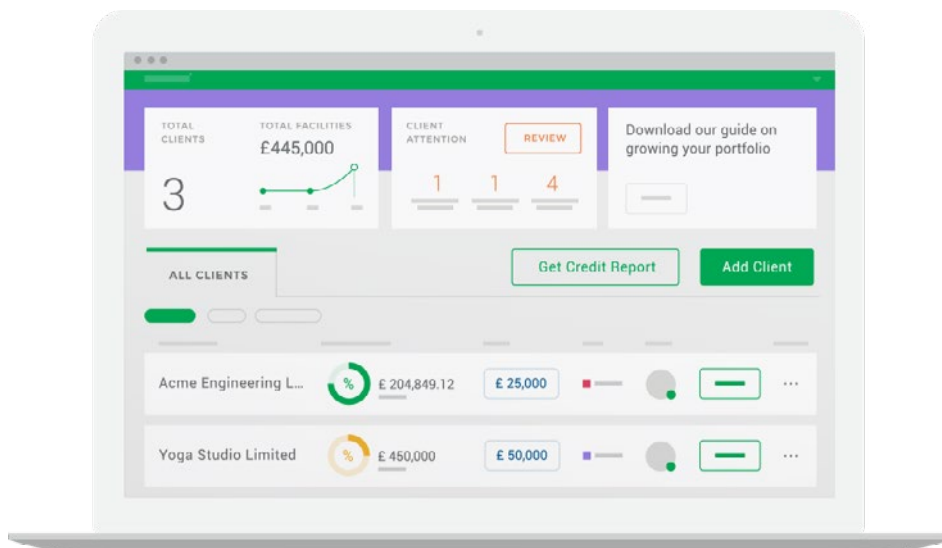 TOTAL
CLIENTS
3
TOTAL FACILITIES
£445,000
CLIENT
ATTENTION
REVIEW
1 1 4
Download our guide on
growing your portfolio
ALL CLIENTS
Get Credit Report
Add Client
Acme Engineering L... % £ 204,849.12 £ 25,000 ...
Yoga Studio Limited % £ 450,000 £ 50,000 ...